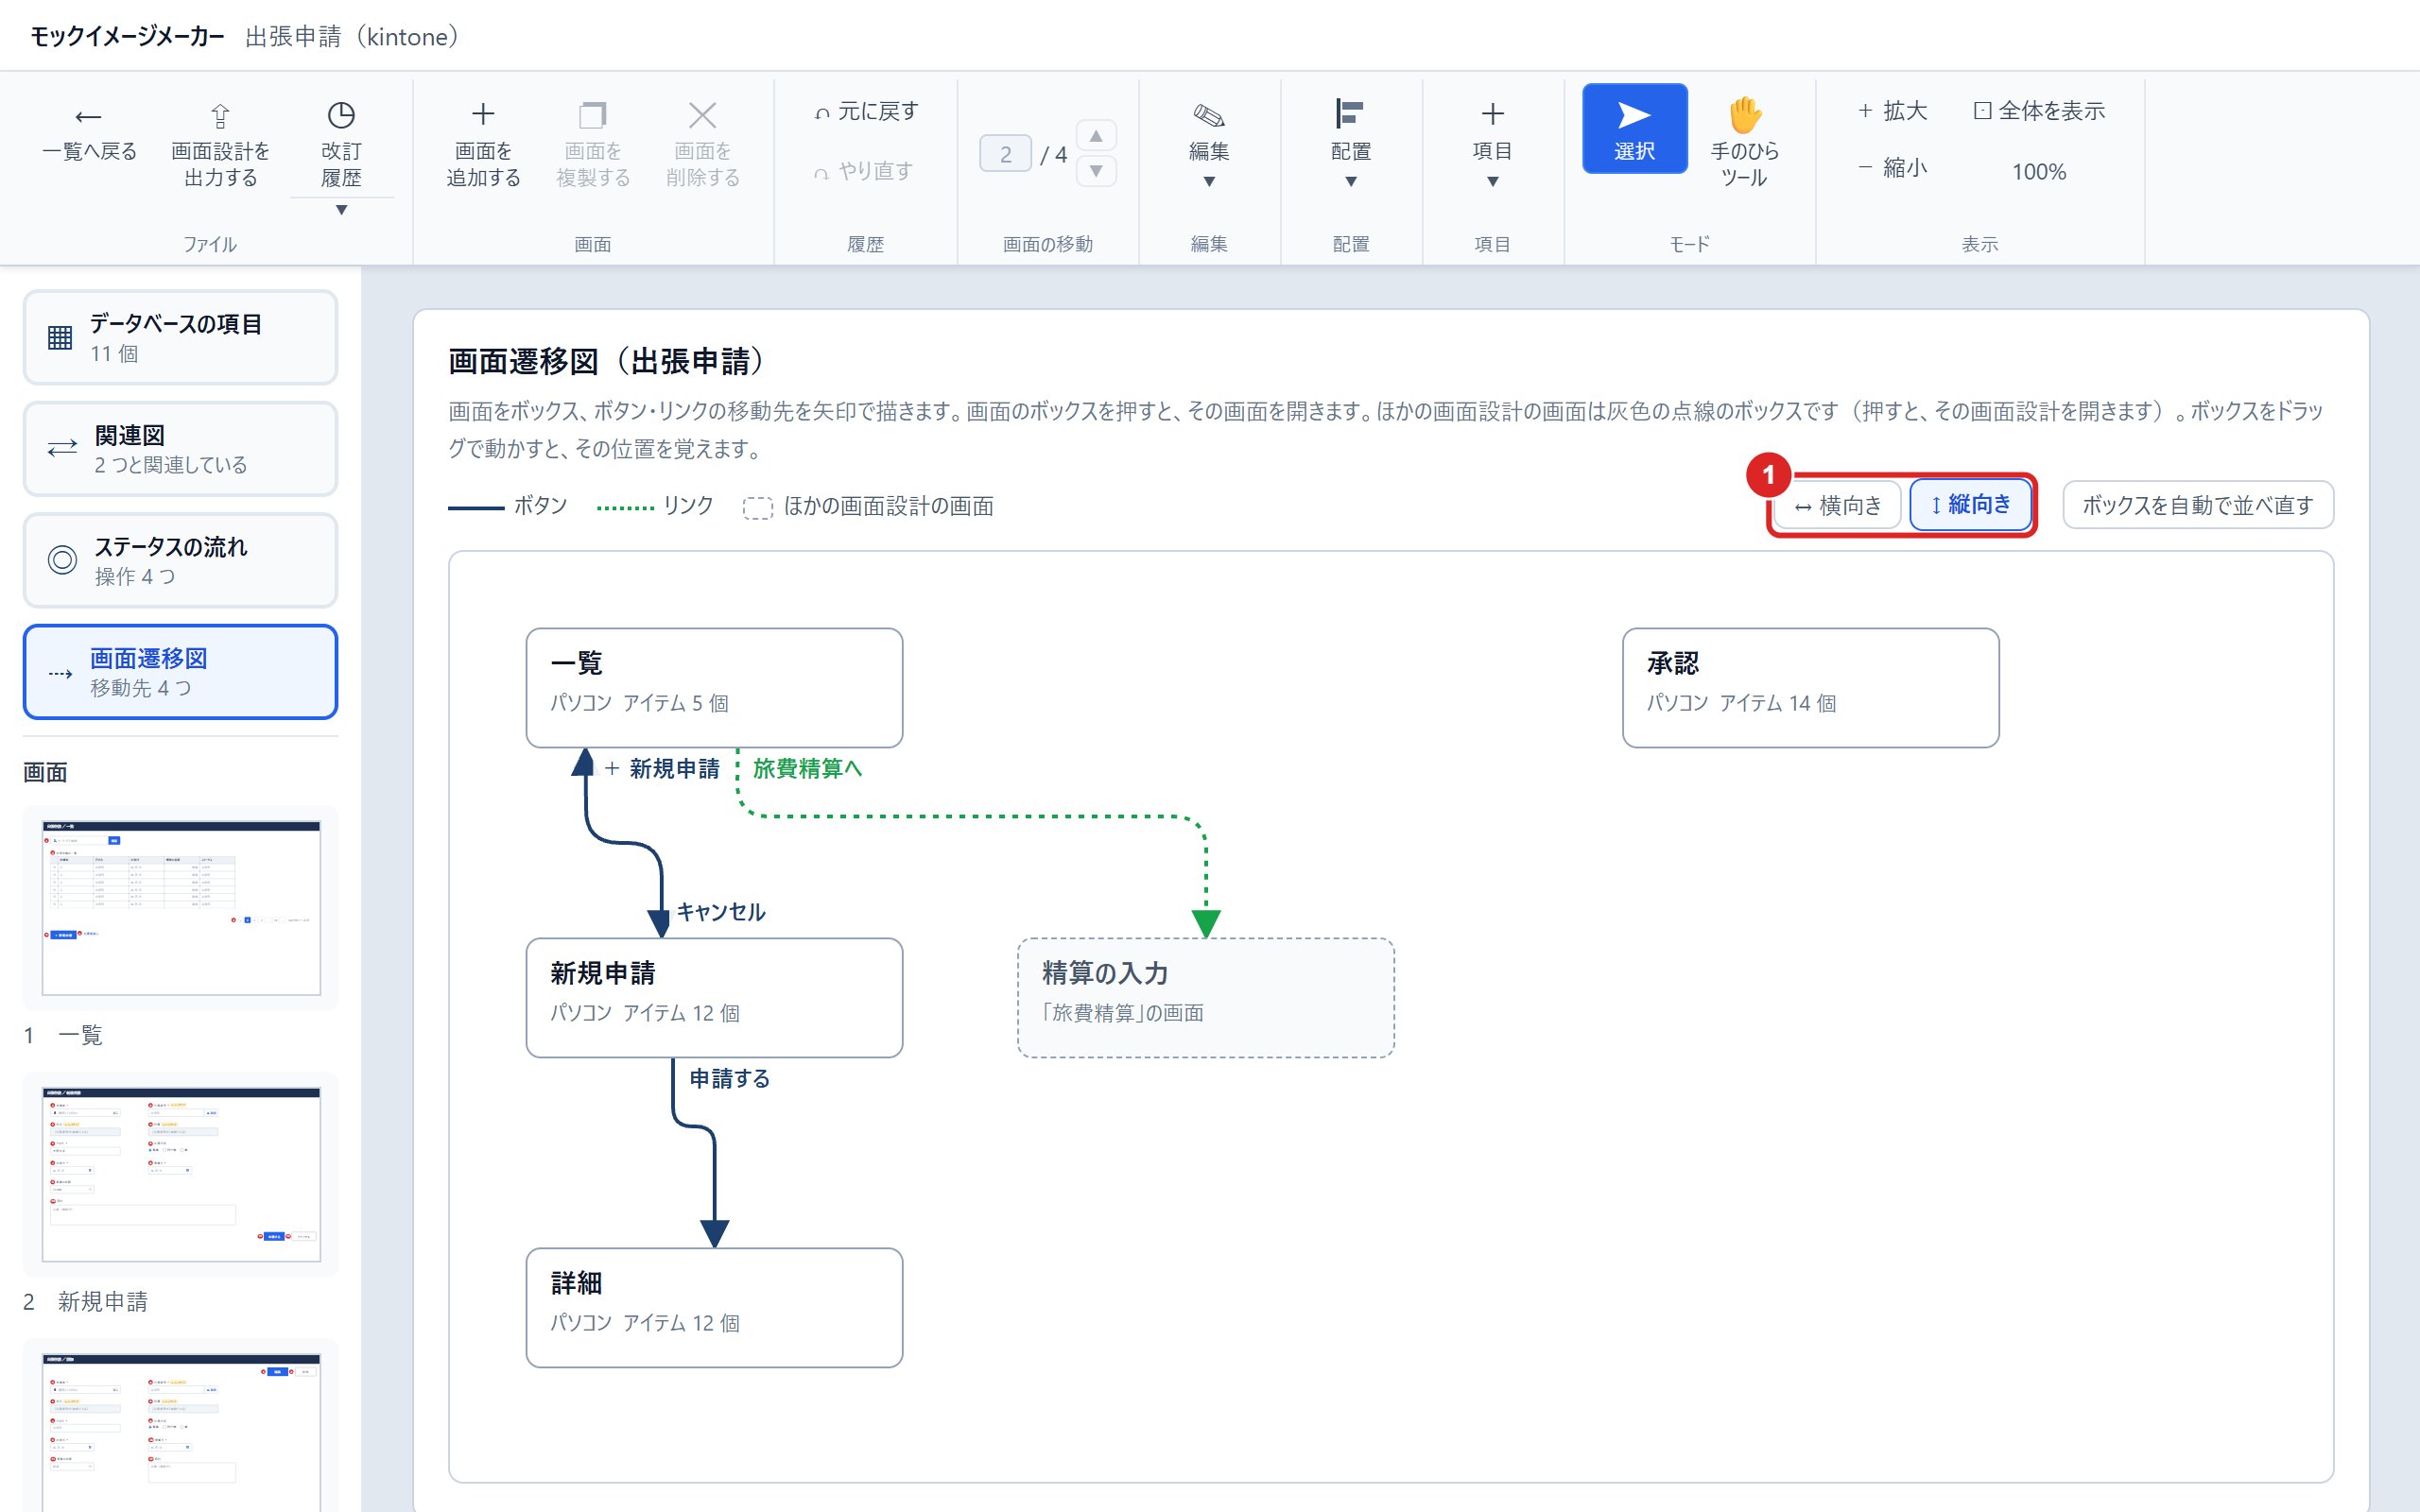 モックイメージメーカー 出張申請（kintone）
一覧へ戻る
画面設計を
出力する
改訂
履歴
ファイル
画面を
追加する
画面を
複製する
画面を
削除する
画面
元に戻す
やり直す
履歴
2 / 4
画面の移動
編集
編集
配置
配置
項目
項目
選択
手のひら
ツール
モード
+ 拡大
− 縮小
全体を表示
100%
表示
データベースの項目
11 個
関連図
2 つと関連している
ステータスの流れ
操作 4 つ
画面遷移図
移動先 4 つ
画面
1 一覧
2 新規申請
画面遷移図（出張申請）
画面をボックス、ボタン・リンクの移動先を矢印で描きます。画面のボックスを押すと、その画面を開きます。ほかの画面設計の画面は灰色の点線のボックスです（押すと、その画面設計を開きます）。ボックスをドラッ
グで動かすと、その位置を覚えます。
ボタン リンク ほかの画面設計の画面
1
↔ 横向き
↕ 縦向き
ボックスを自動で並べ直す
一覧
パソコン アイテム 5 個
承認
パソコン アイテム 14 個
+ 新規申請
旅費精算へ
キャンセル
新規申請
パソコン アイテム 12 個
精算の入力
「旅費精算」の画面
申請する
詳細
パソコン アイテム 12 個